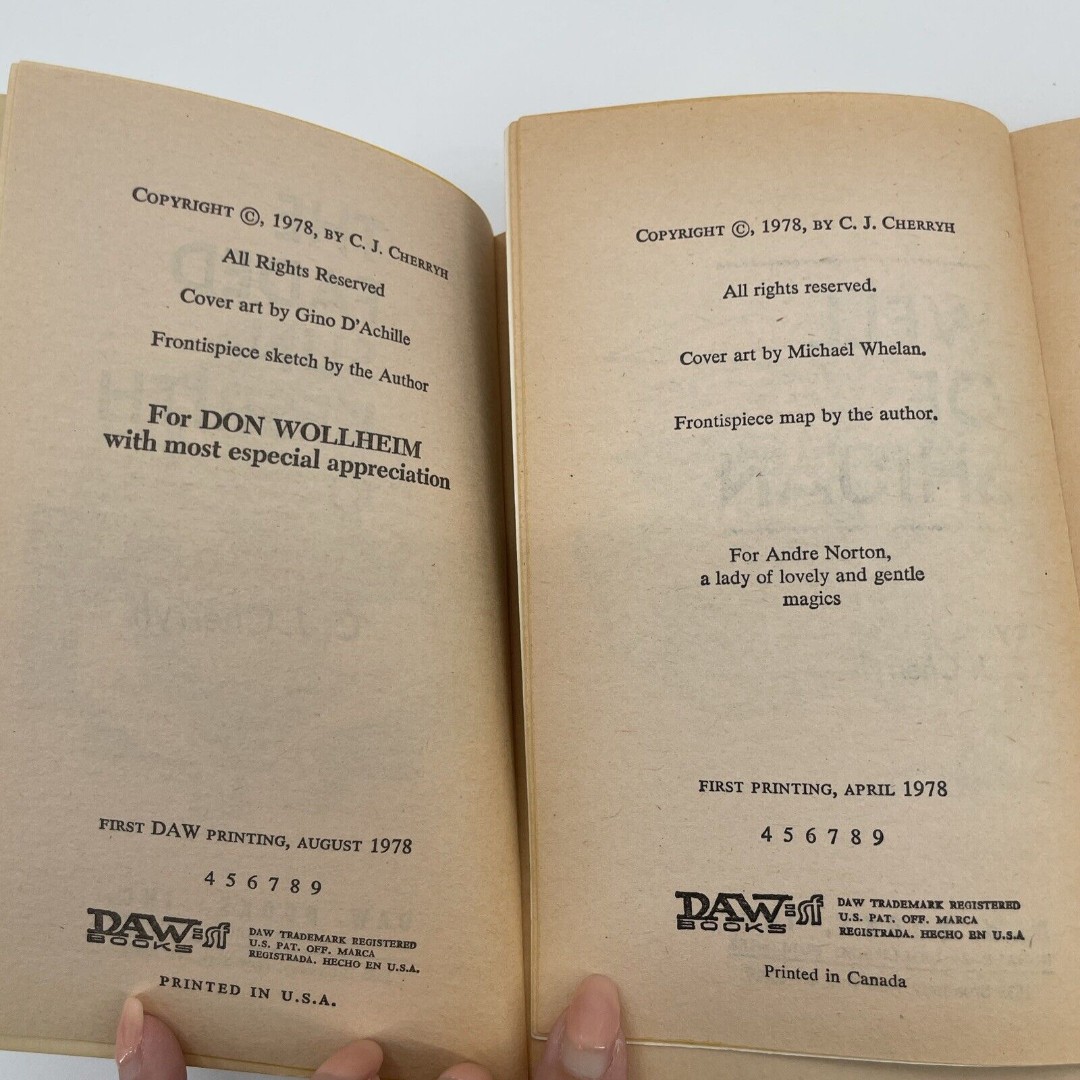 COPYRIGHT ©, 1978, BY C. J. CHERRYH
All Rights Reserved
Cover art by Gino D'Achille
Frontispiece sketch by the Author
For DON WOLLHEIM
with most especial appreciation
FIRST DAW PRINTING, AUGUST 1978
4 5 6 7 8 9
DAW=sf
BOOKS
DAW TRADEMARK REGISTERED
U.S. PAT. OFF. MARCA
REGISTRADA. HECHO EN U.S.A.
PRINTED IN U.S.A.
COPYRIGHT ©, 1978, BY C. J. CHERRYH
All rights reserved.
Cover art by Michael Whelan.
Frontispiece map by the author.
For Andre Norton,
a lady of lovely and gentle
magics
FIRST PRINTING, APRIL 1978
4 5 6 7 8 9
DAW=sf
BOOKS
DAW TRADEMARK REGISTERED
U.S. PAT. OFF. MARCA
REGISTRADA. HECHO EN U.S.A
Printed in Canada